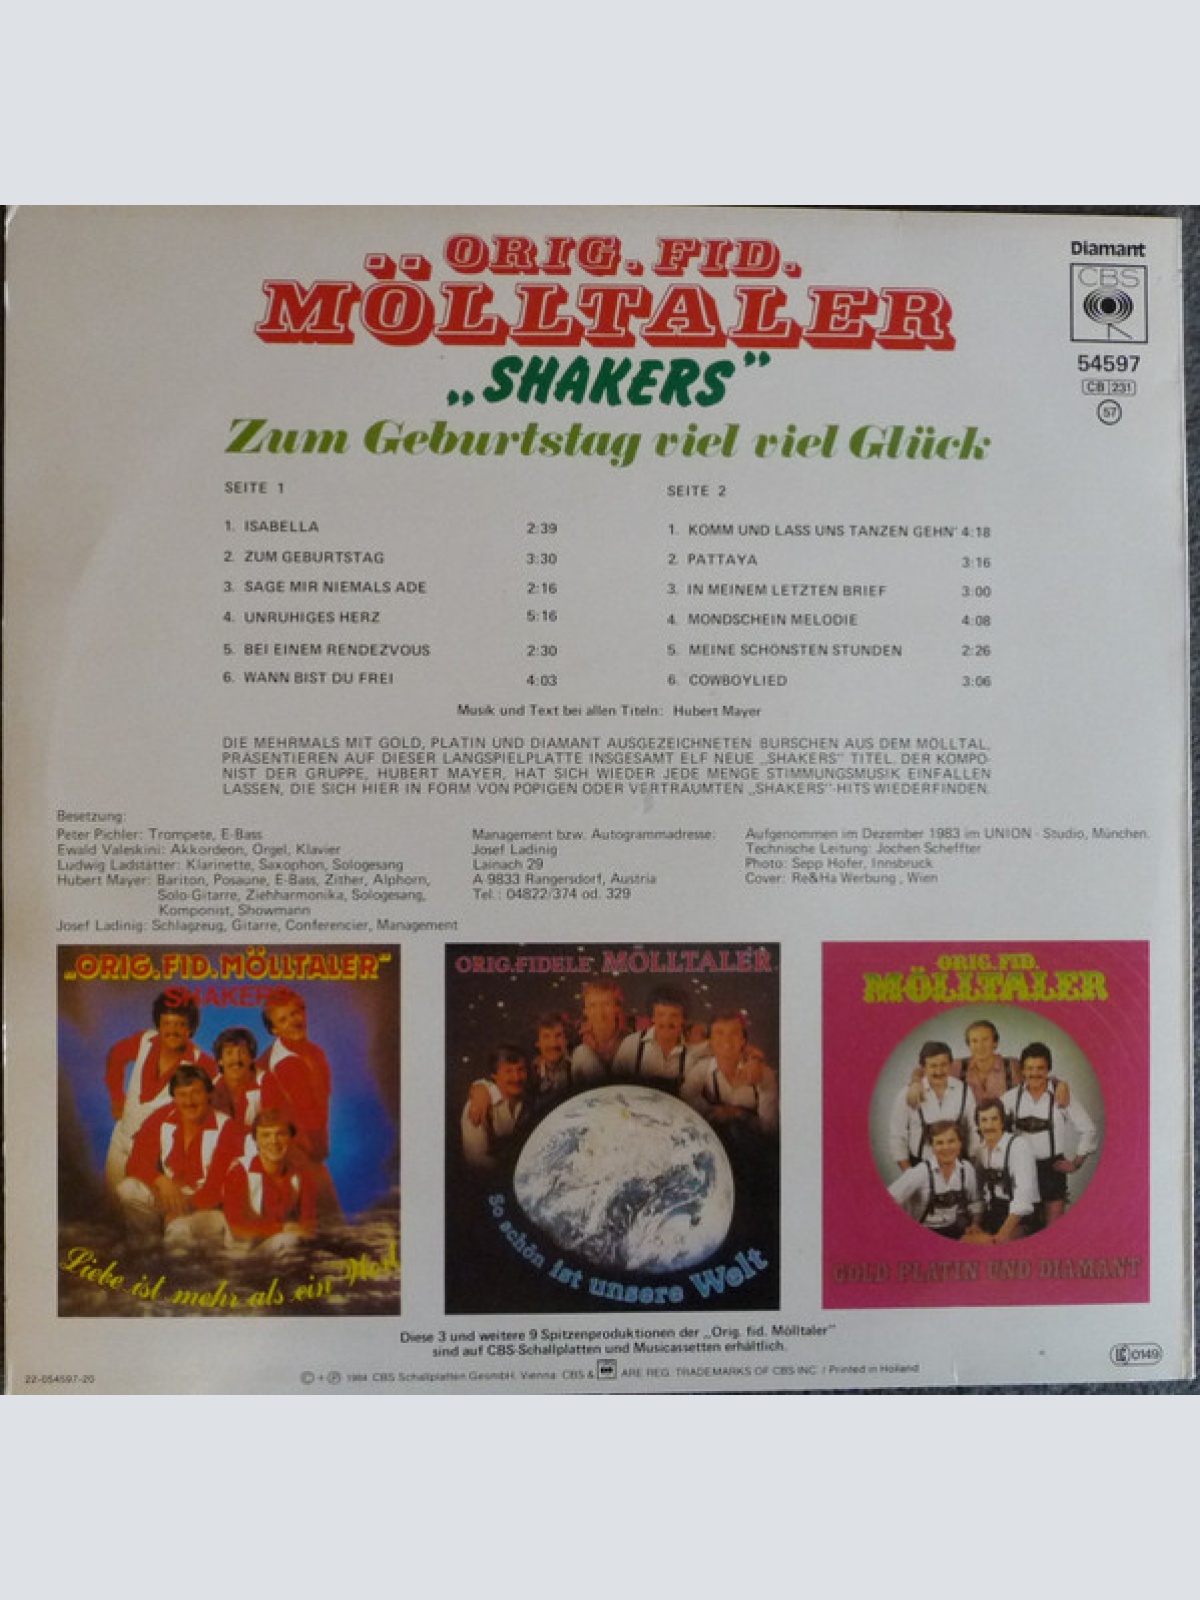 ORIG. FID.
MÖLLTALER
„SHAKERS”
Zum Geburtstag viel viel Glück
Diamant
CBS
54597
CB 231
57
SEITE 1
1. ISABELLA 2:39
2. ZUM GEBURTSTAG 3:30
3. SAGE MIR NIEMALS ADE 2:16
4. UNRUHIGES HERZ 5:16
5. BEI EINEM RENDEZVOUS 2:30
6. WANN BIST DU FREI 4:03
SEITE 2
1. KOMM UND LASS UNS TANZEN GEHN' 4:18
2. PATTAYA 3:16
3. IN MEINEM LETZTEN BRIEF 3:00
4. MONDSCHEIN MELODIE 4:08
5. MEINE SCHÖNSTEN STUNDEN 2:26
6. COWBOYLIED 3:06
Musik und Text bei allen Titeln: Hubert Mayer
DIE MEHRMALS MIT GOLD, PLATIN UND DIAMANT AUSGEZEICHNETEN BURSCHEN AUS DEM MÖLLTAL,
PRÄSENTIEREN AUF DIESER LANGSPIELPLATTE INSGESAMT ELF NEUE „SHAKERS” TITEL. DER KOMPO-
NIST DER GRUPPE, HUBERT MAYER, HAT SICH WIEDER JEDE MENGE STIMMUNGSMUSIK EINFALLEN
LASSEN, DIE SICH HIER IN FORM VON POPIGEN ODER VERTRÄUMTEN „SHAKERS”-HITS WIEDERFINDEN.
Besetzung:
Peter Pichler: Trompete, E-Bass
Ewald Valeskini: Akkordeon, Orgel, Klavier
Ludwig Ladstätter: Klarinette, Saxophon, Sologesang
Hubert Mayer: Bariton, Posaune, E-Bass, Zither, Alphorn,
Solo-Gitarre, Ziehharmonika, Sologesang,
Komponist, Showmann
Josef Ladinig: Schlagzeug, Gitarre, Conferencier, Management
Management bzw. Autogrammadresse:
Josef Ladinig
Lainach 29
A-9833 Rangersdorf, Austria
Tel.: 04822/374 od. 329
Aufgenommen im Dezember 1983 im UNION - Studio, München.
Technische Leitung: Jochen Scheffter
Photo: Sepp Hofer, Innsbruck
Cover: Re&Ha Werbung, Wien
„ORIG.FID.MÖLLTALER”
SHAKERS
Liebe ist mehr als ein Wort
ORIG.FIDELE MÖLLTALER
So schön ist unsere Welt
ORIG. FID.
MÖLLTALER
GOLD PLATIN UND DIAMANT
Diese 3 und weitere 9 Spitzenproduktionen der „Orig. fid. Mölltaler”
sind auf CBS-Schallplatten und Musicassetten erhältlich.
LC 0149
22-054597-20
© + ℗ 1984 CBS Schallplatten GesmbH, Vienna CBS & ARE REG. TRADEMARKS OF CBS INC. / Printed in Holland